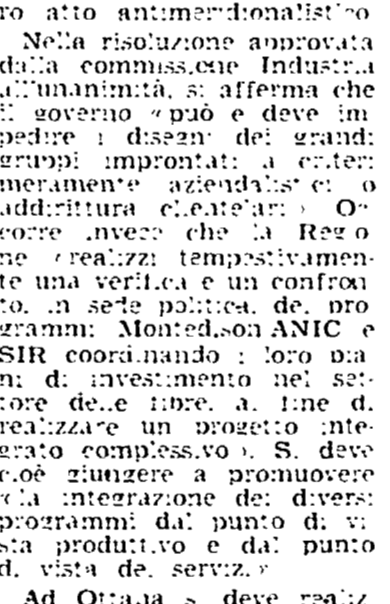 ro atto antimeridionalistico
Nella risoluzione approvata
dalla commissione Industria
all'unanimità, si afferma che
il governo « può e deve im
pedire i disegni dei grandi
gruppi improntati a criteri
meramente aziendalistici o
addirittura clientelari » Oc
corre invece che la Regio
ne « realizzi tempestivamen-
te una verifica e un confron
to, in sede politica, dei pro
grammi Montedison ANIC e
SIR coordinando i loro pia
ni di investimento nel set-
tore delle fibre, al fine di
realizzare un progetto inte-
grato complessivo ». Si deve
cioè giungere a promuovere
« la integrazione dei diversi
programmi dal punto di vi
sta produttivo e dal punto
di vista dei servizi »
Ad Ottana si deve realiz